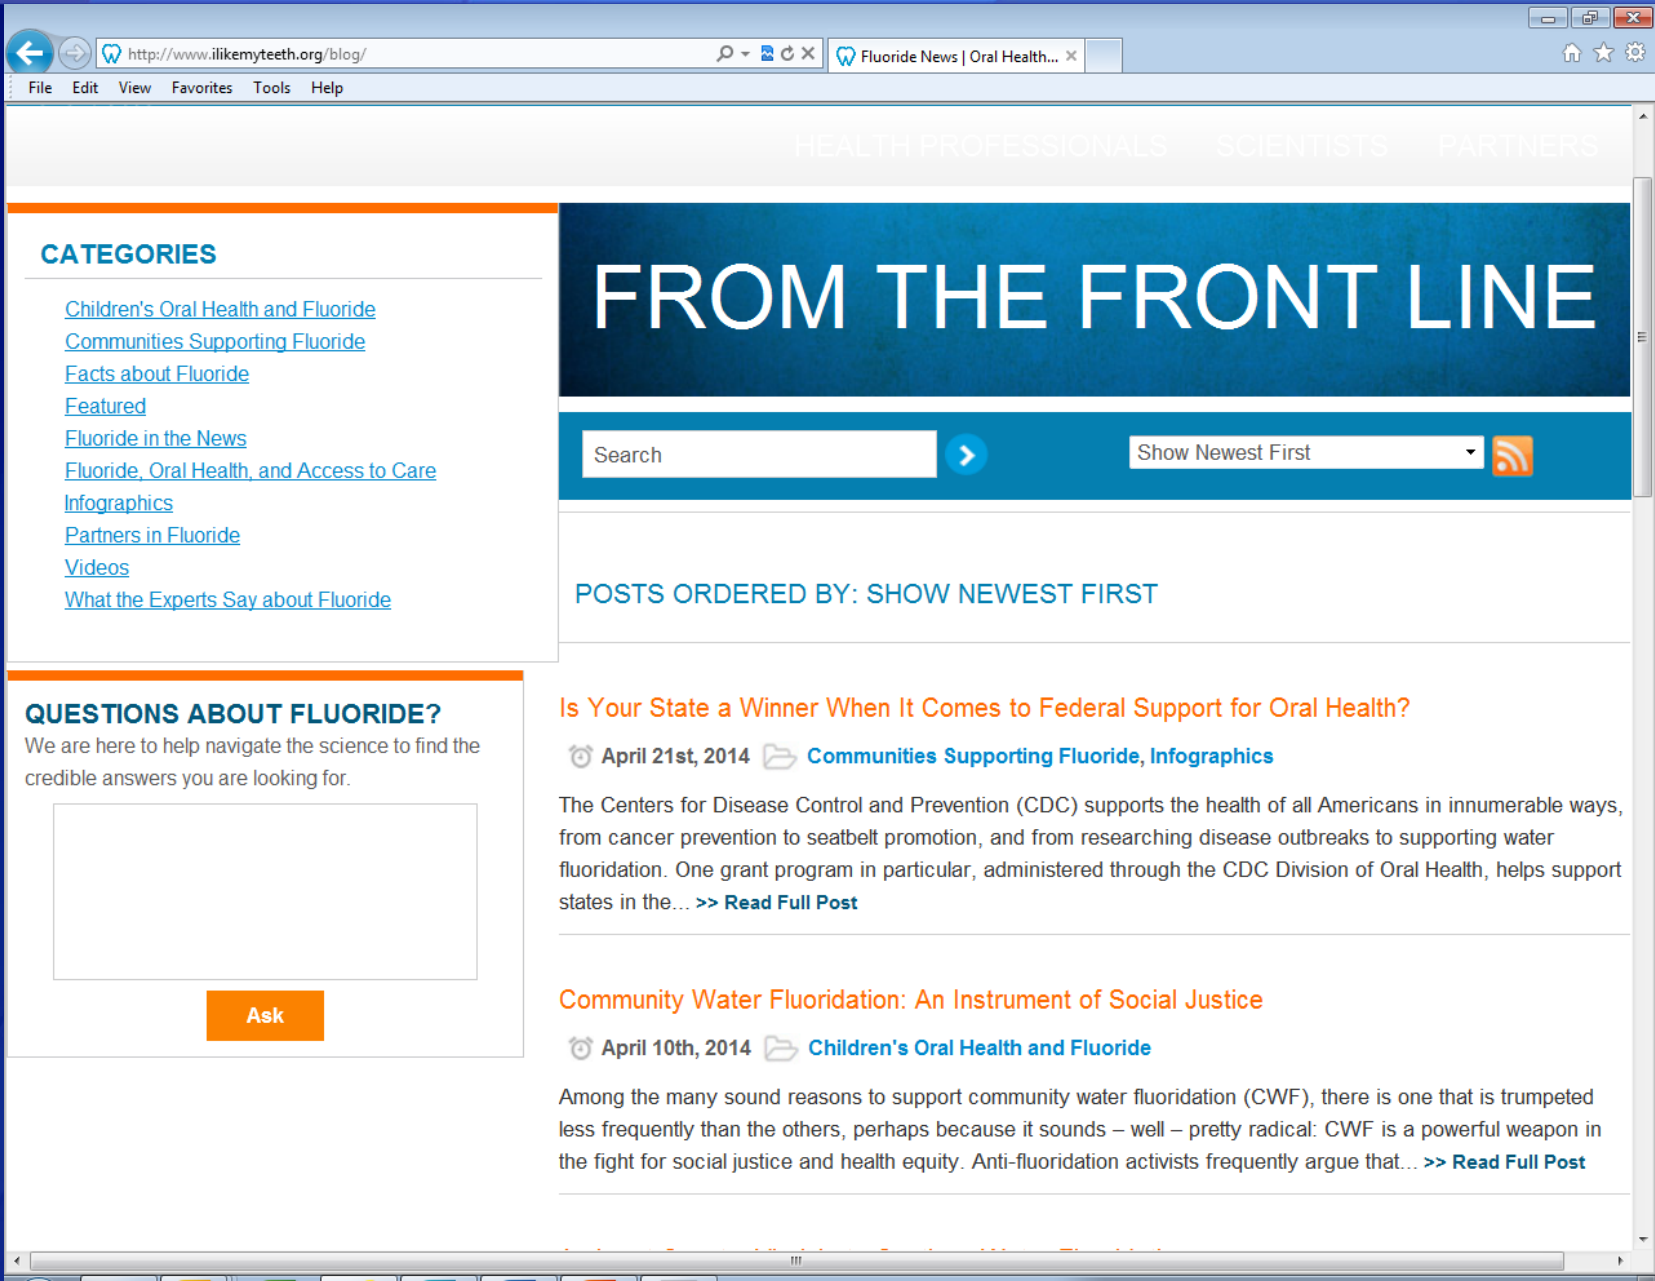 http://www.ilikemyteeth.org/blog/
Fluoride News | Oral Health...
File Edit View Favorites Tools Help
HEALTH PROFESSIONALS SCIENTISTS PARTNERS
CATEGORIES
Children's Oral Health and Fluoride
Communities Supporting Fluoride
Facts about Fluoride
Featured
Fluoride in the News
Fluoride, Oral Health, and Access to Care
Infographics
Partners in Fluoride
Videos
What the Experts Say about Fluoride
QUESTIONS ABOUT FLUORIDE?
We are here to help navigate the science to find the
credible answers you are looking for.
Ask
FROM THE FRONT LINE
Search
Show Newest First
POSTS ORDERED BY: SHOW NEWEST FIRST
Is Your State a Winner When It Comes to Federal Support for Oral Health?
April 21st, 2014 Communities Supporting Fluoride, Infographics
The Centers for Disease Control and Prevention (CDC) supports the health of all Americans in innumerable ways,
from cancer prevention to seatbelt promotion, and from researching disease outbreaks to supporting water
fluoridation. One grant program in particular, administered through the CDC Division of Oral Health, helps support
states in the... >> Read Full Post
Community Water Fluoridation: An Instrument of Social Justice
April 10th, 2014 Children's Oral Health and Fluoride
Among the many sound reasons to support community water fluoridation (CWF), there is one that is trumpeted
less frequently than the others, perhaps because it sounds – well – pretty radical: CWF is a powerful weapon in
the fight for social justice and health equity. Anti-fluoridation activists frequently argue that... >> Read Full Post